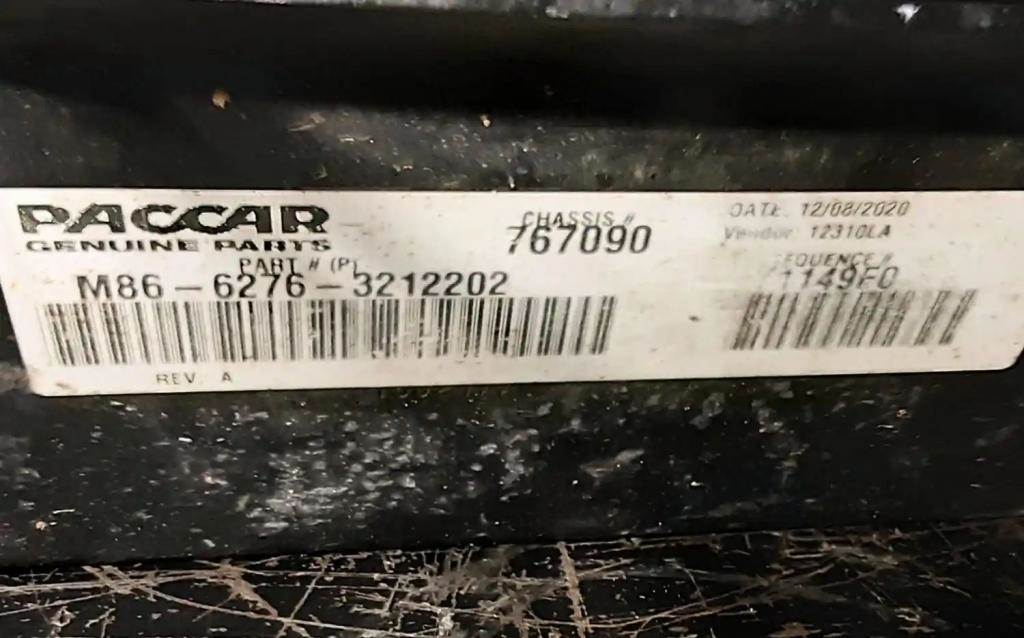 PACCAR
GENUINE PARTS
PART # (P)
M86-6276-3212202
REV. A
CHASSIS #
767090
DATE: 12/08/2020
Vendor: 12310LA
SEQUENCE #
1149F0